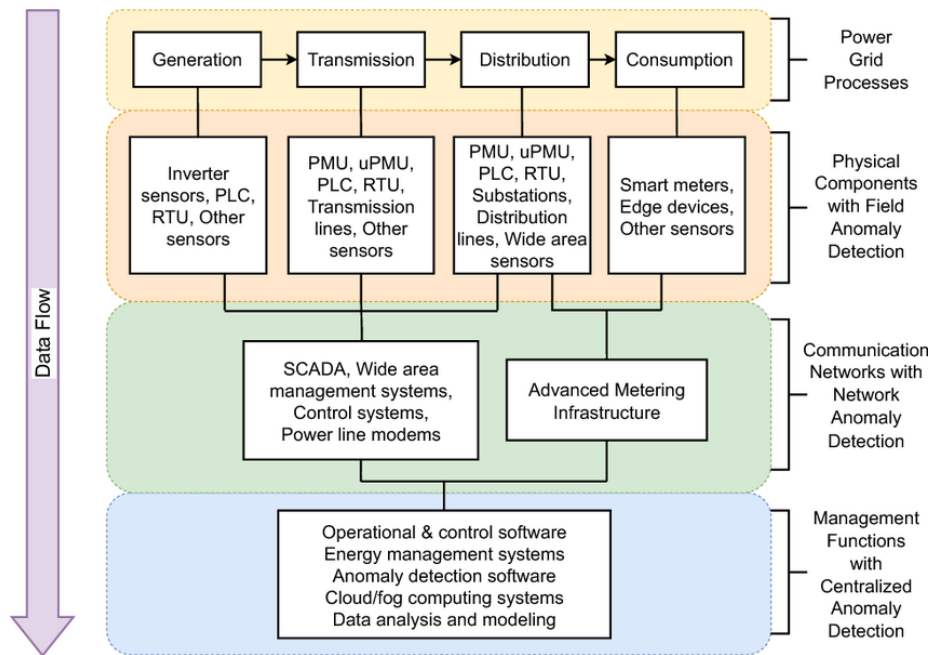 Generation
Transmission
Distribution
Consumption
Power
Grid
Processes
Inverter
sensors, PLC,
RTU, Other
sensors
PMU, uPMU,
PLC, RTU,
Transmission
lines, Other
sensors
PMU, uPMU,
PLC, RTU,
Substations,
Distribution
lines, Wide area
sensors
Smart meters,
Edge devices,
Other sensors
Physical
Components
with Field
Anomaly
Detection
Data Flow
SCADA, Wide area
management systems,
Control systems,
Power line modems
Advanced Metering
Infrastructure
Communication
Networks with
Network
Anomaly
Detection
Operational & control software
Energy management systems
Anomaly detection software
Cloud/fog computing systems
Data analysis and modeling
Management
Functions
with
Centralized
Anomaly
Detection